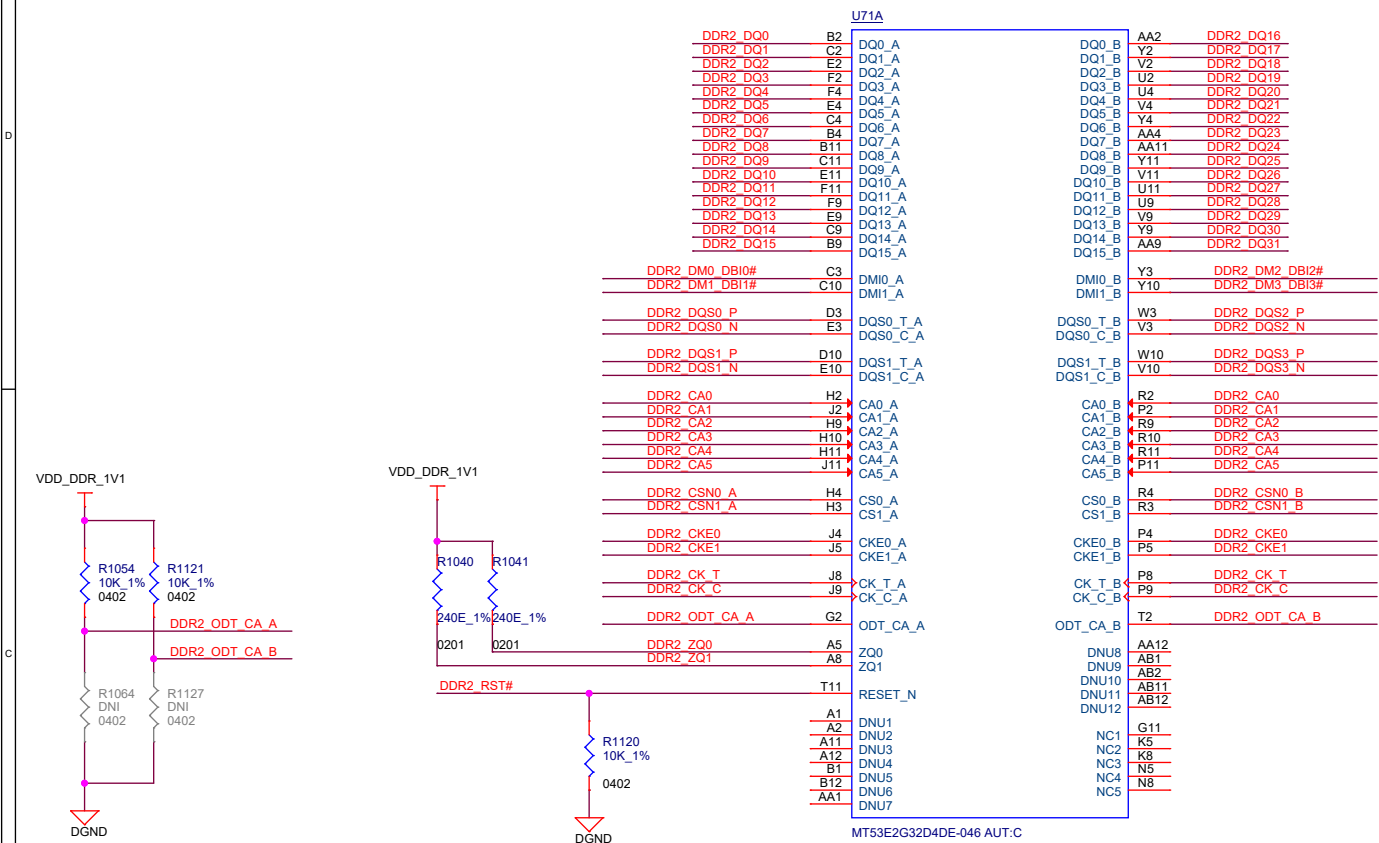 U71A
DDR2_DQ0 B2 DQ0_A DQ0_B AA2 DDR2_DQ16
DDR2_DQ1 C2 DQ1_A DQ1_B Y2 DDR2_DQ17
DDR2_DQ2 E2 DQ2_A DQ2_B V2 DDR2_DQ18
DDR2_DQ3 F2 DQ3_A DQ3_B U2 DDR2_DQ19
DDR2_DQ4 F4 DQ4_A DQ4_B U4 DDR2_DQ20
DDR2_DQ5 E4 DQ5_A DQ5_B V4 DDR2_DQ21
DDR2_DQ6 C4 DQ6_A DQ6_B Y4 DDR2_DQ22
DDR2_DQ7 B4 DQ7_A DQ7_B AA4 DDR2_DQ23
DDR2_DQ8 B11 DQ8_A DQ8_B AA11 DDR2_DQ24
DDR2_DQ9 C11 DQ9_A DQ9_B Y11 DDR2_DQ25
DDR2_DQ10 E11 DQ10_A DQ10_B V11 DDR2_DQ26
DDR2_DQ11 F11 DQ11_A DQ11_B U11 DDR2_DQ27
DDR2_DQ12 F9 DQ12_A DQ12_B U9 DDR2_DQ28
DDR2_DQ13 E9 DQ13_A DQ13_B V9 DDR2_DQ29
DDR2_DQ14 C9 DQ14_A DQ14_B Y9 DDR2_DQ30
DDR2_DQ15 B9 DQ15_A DQ15_B AA9 DDR2_DQ31
D
DDR2_DM0_DBI0# C3 DMI0_A DMI0_B Y3 DDR2_DM2_DBI2#
DDR2_DM1_DBI1# C10 DMI1_A DMI1_B Y10 DDR2_DM3_DBI3#
DDR2_DQS0_P D3 DQS0_T_A DQS0_T_B W3 DDR2_DQS2_P
DDR2_DQS0_N E3 DQS0_C_A DQS0_C_B V3 DDR2_DQS2_N
DDR2_DQS1_P D10 DQS1_T_A DQS1_T_B W10 DDR2_DQS3_P
DDR2_DQS1_N E10 DQS1_C_A DQS1_C_B V10 DDR2_DQS3_N
DDR2_CA0 H2 CA0_A CA0_B R2 DDR2_CA0
DDR2_CA1 J2 CA1_A CA1_B P2 DDR2_CA1
DDR2_CA2 H9 CA2_A CA2_B R9 DDR2_CA2
DDR2_CA3 H10 CA3_A CA3_B R10 DDR2_CA3
DDR2_CA4 H11 CA4_A CA4_B R11 DDR2_CA4
DDR2_CA5 J11 CA5_A CA5_B P11 DDR2_CA5
DDR2_CSN0_A H4 CS0_A CS0_B R4 DDR2_CSN0_B
DDR2_CSN1_A H3 CS1_A CS1_B R3 DDR2_CSN1_B
DDR2_CKE0 J4 CKE0_A CKE0_B P4 DDR2_CKE0
DDR2_CKE1 J5 CKE1_A CKE1_B P5 DDR2_CKE1
DDR2_CK_T J8 CK_T_A CK_T_B P8 DDR2_CK_T
DDR2_CK_C J9 CK_C_A CK_C_B P9 DDR2_CK_C
DDR2_ODT_CA_A G2 ODT_CA_A ODT_CA_B T2 DDR2_ODT_CA_B
DDR2_ZQ0 A5 ZQ0 DNU8 AA12
DDR2_ZQ1 A8 ZQ1 DNU9 AB1
DNU10 AB2
DDR2_RST# T11 RESET_N DNU11 AB11
DNU12 AB12
A1 DNU1
A2 DNU2 NC1 G11
A11 DNU3 NC2 K5
A12 DNU4 NC3 K8
B1 DNU5 NC4 N5
B12 DNU6 NC5 N8
AA1 DNU7
MT53E2G32D4DE-046 AUT:C
VDD_DDR_1V1
R1054
10K_1%
0402
R1121
10K_1%
0402
DDR2_ODT_CA_A
DDR2_ODT_CA_B
C
R1064
DNI
0402
R1127
DNI
0402
DGND
VDD_DDR_1V1
R1040 R1041
240E_1% 240E_1%
0201 0201
R1120
10K_1%
0402
DGND